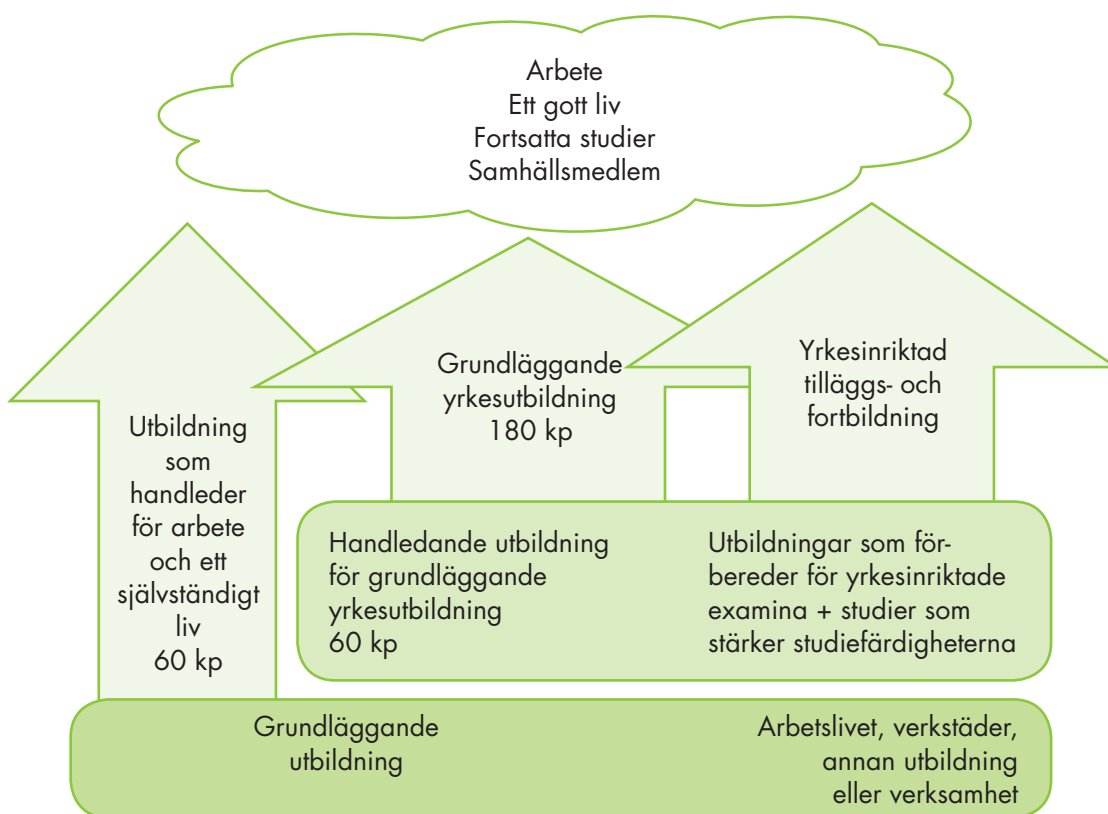 Arbete
Ett gott liv
Fortsatta studier
Samhällsmedlem
Utbildning
som
handleder
för arbete
och ett
självständigt
liv
60 kp
Grundläggande
yrkesutbildning
180 kp
Yrkesinriktad
tilläggs- och
fortbildning
Handledande utbildning
för grundläggande
yrkesutbildning
60 kp
Utbildningar som för-
bereder för yrkesinriktade
examina + studier som
stärker studiefärdigheterna
Grundläggande
utbildning
Arbetslivet, verkstäder,
annan utbildning
eller verksamhet